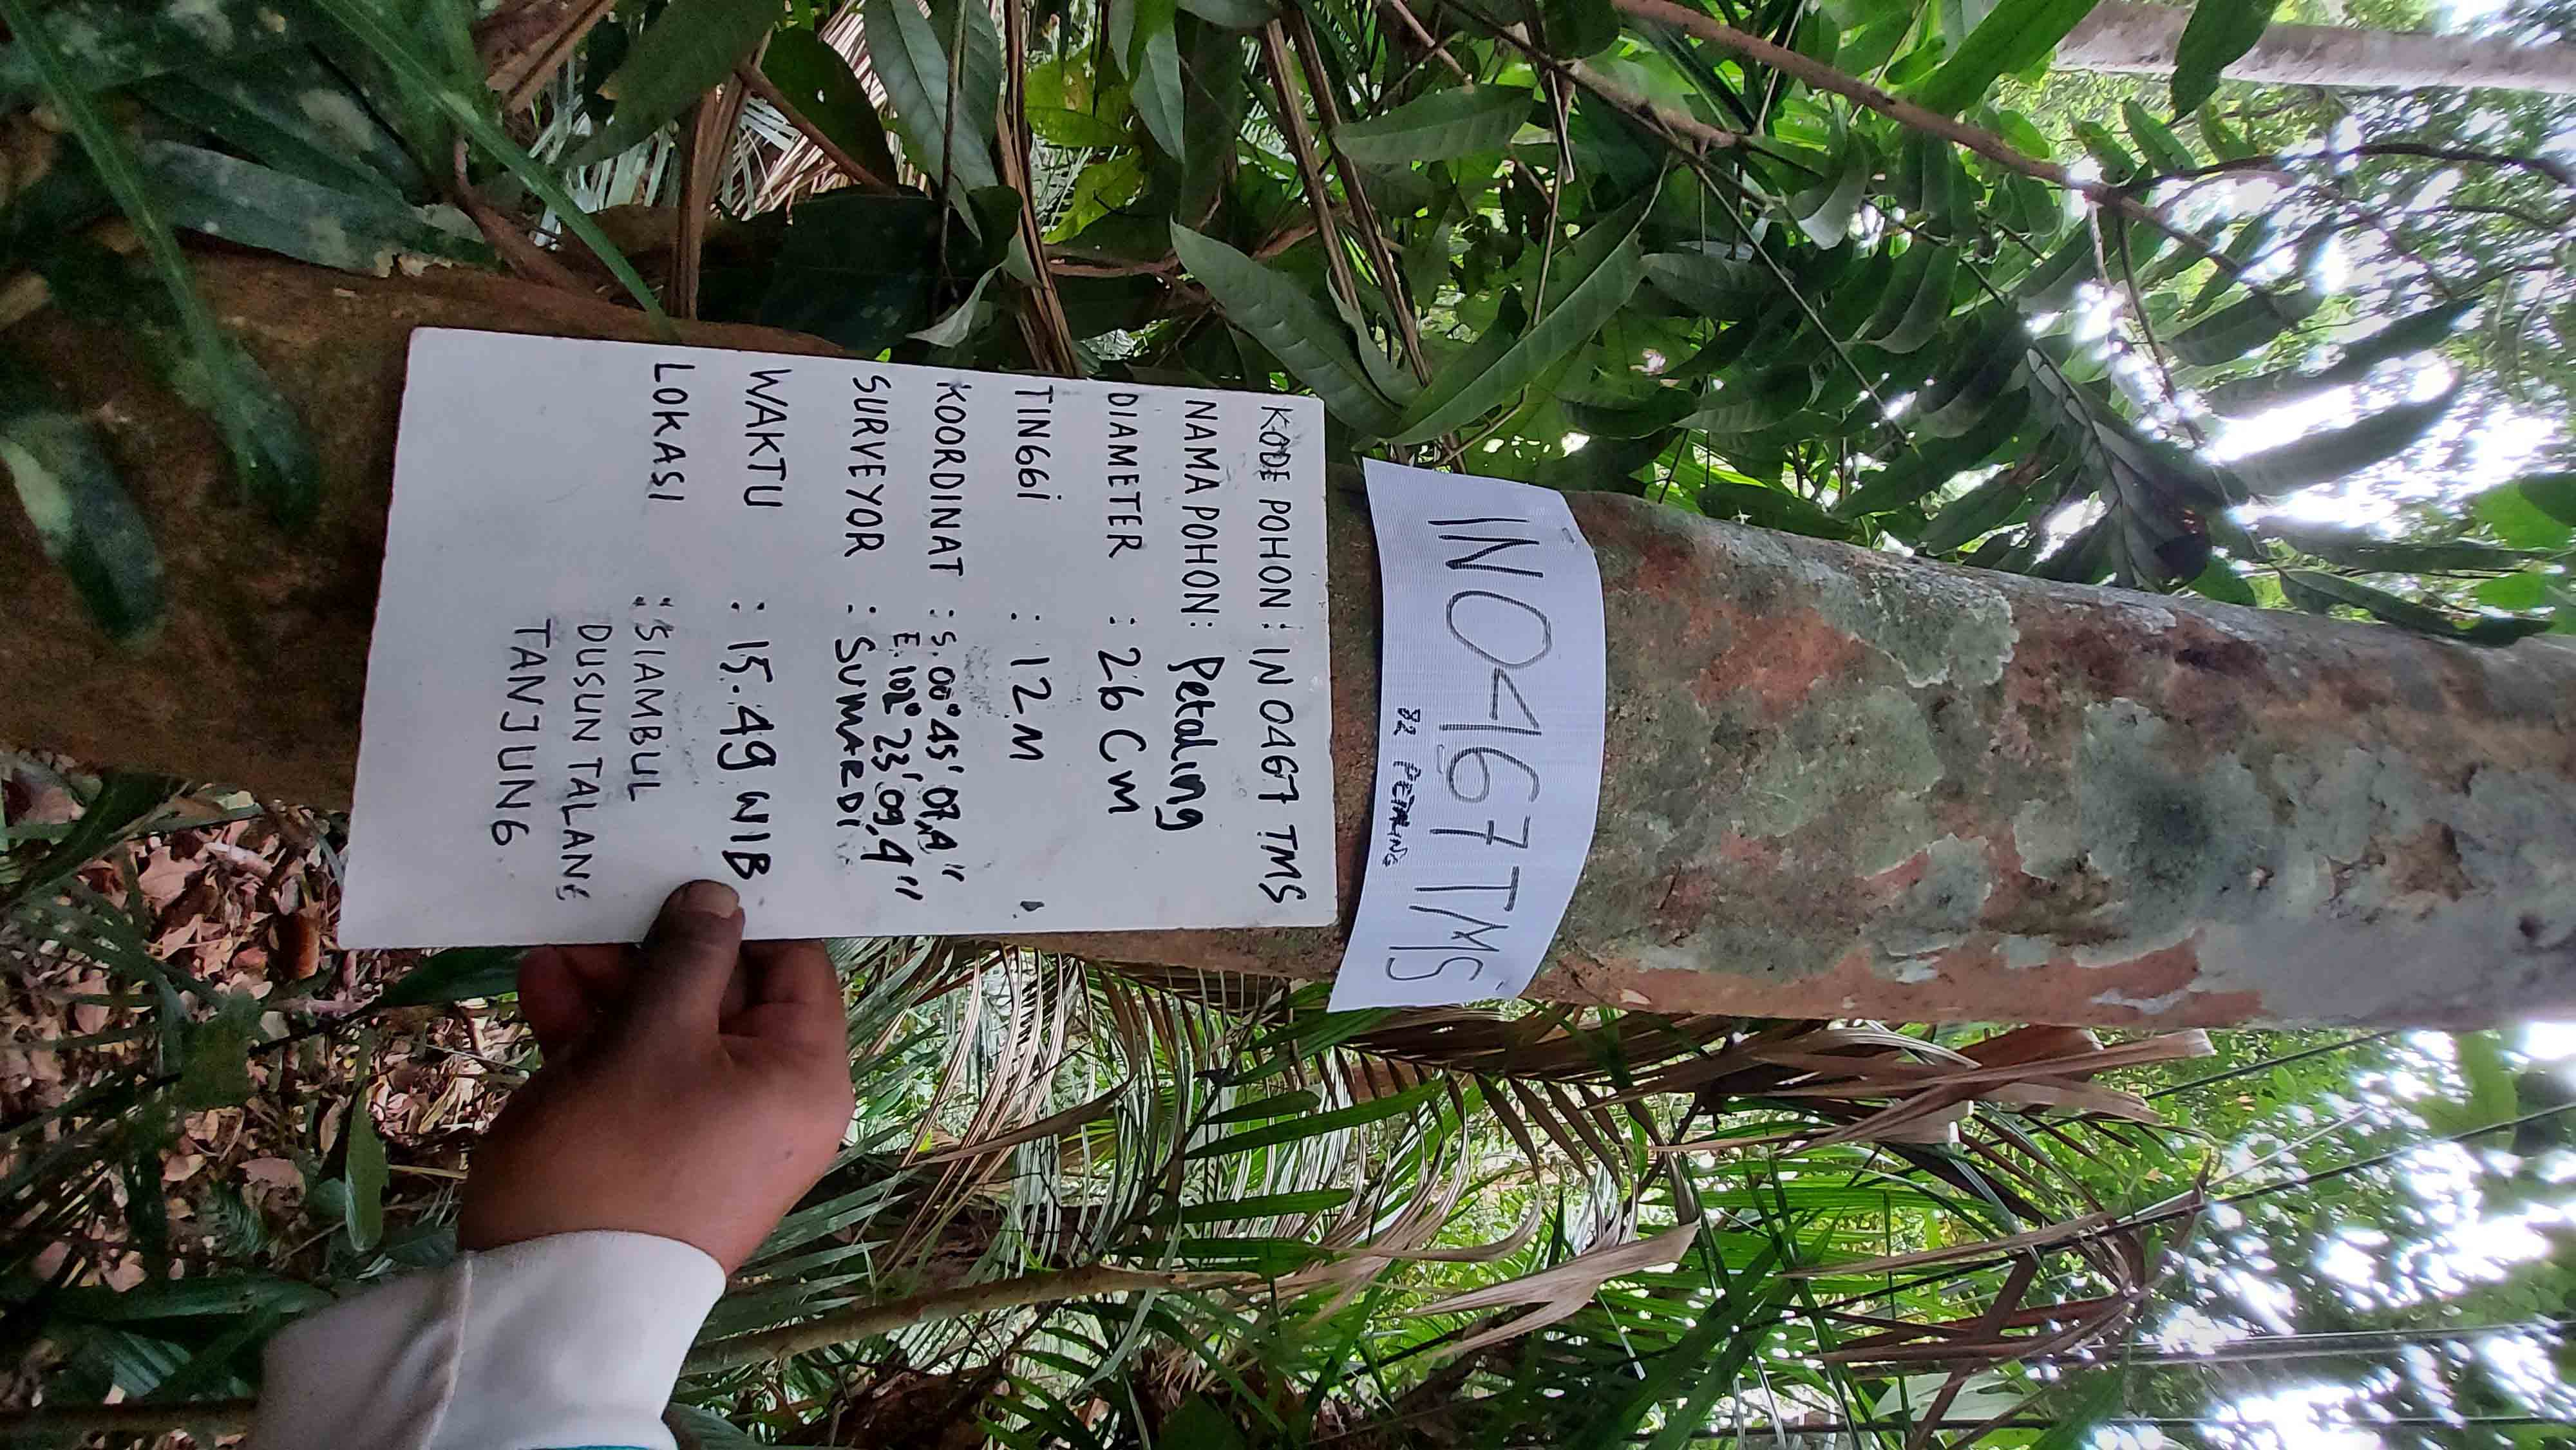 IN0467TMS
82 PETALING
KODE POHON : IN 0467 TMS
NAMA POHON : Petaling
DIAMETER : 26 Cm
TINGGi : 12 M
KOORDINAT : S. 00° 45' 07,9"
E. 102° 23' 09,4"
SURVEYOR : SUMARDI
WAKTU : 15.49 WIB
LOKASI : SIAMBUL
DUSUN TALANG
TANJUNG